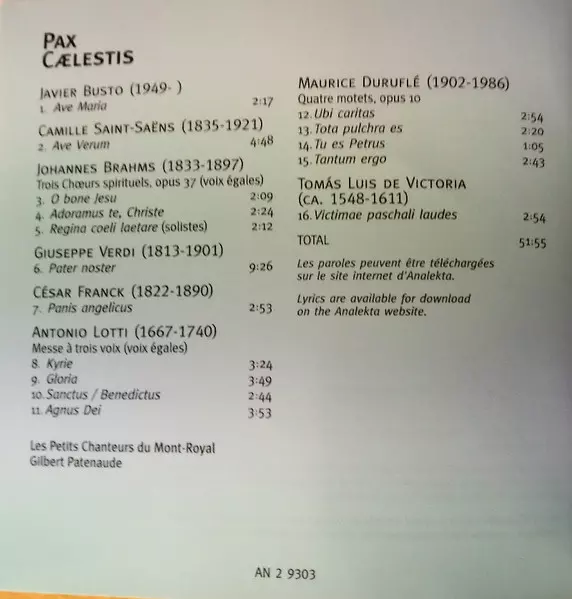 PAX
CÆLESTIS
JAVIER BUSTO (1949- )
1. Ave Maria 2:17
CAMILLE SAINT-SAËNS (1835-1921)
2. Ave Verum 4:48
JOHANNES BRAHMS (1833-1897)
Trois Chœurs spirituels, opus 37 (voix égales)
3. O bone Jesu 2:09
4. Adoramus te, Christe 2:24
5. Regina coeli laetare (solistes) 2:12
GIUSEPPE VERDI (1813-1901)
6. Pater noster 9:26
CÉSAR FRANCK (1822-1890)
7. Panis angelicus 2:53
ANTONIO LOTTI (1667-1740)
Messe à trois voix (voix égales)
8. Kyrie 3:24
9. Gloria 3:49
10. Sanctus / Benedictus 2:44
11. Agnus Dei 3:53
Les Petits Chanteurs du Mont-Royal
Gilbert Patenaude
MAURICE DURUFLÉ (1902-1986)
Quatre motets, opus 10
12. Ubi caritas 2:54
13. Tota pulchra es 2:20
14. Tu es Petrus 1:05
15. Tantum ergo 2:43
TOMÁS LUIS DE VICTORIA
(CA. 1548-1611)
16. Victimae paschali laudes 2:54
TOTAL 51:55
Les paroles peuvent être téléchargées
sur le site internet d'Analekta.
Lyrics are available for download
on the Analekta website.
AN 2 9303